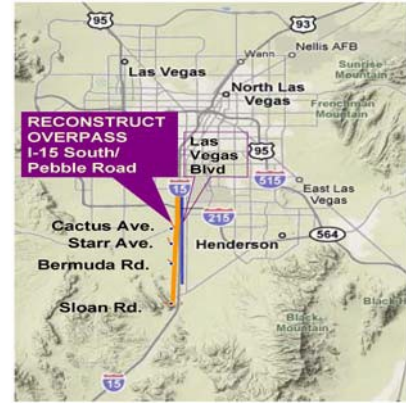 95
93
Wann
Nellis AFB
Las Vegas
Sunrise
Mountain
North Las
Vegas
Frenchman
Mountain
RECONSTRUCT
OVERPASS
I-15 South/
Pebble Road
Las
Vegas
Blvd
95
15
515
East Las
Vegas
215
Cactus Ave.
Starr Ave.
Henderson
564
Bermuda Rd.
Sloan Rd.
Black
Mountain
Black
15